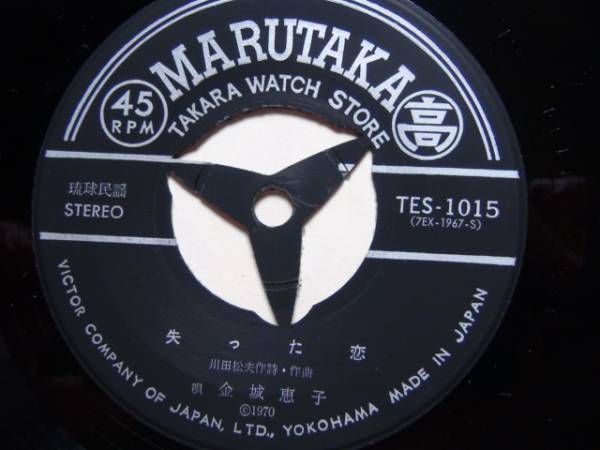 MARUTAKA
TAKARA WATCH STORE
45
RPM
高
琉球民謡
STEREO
TES-1015
(7EX-1967-S)
失った恋
川田松夫作詩・作曲
唄 金城恵子
©1970
VICTOR COMPANY OF JAPAN, LTD., YOKOHAMA MADE IN JAPAN